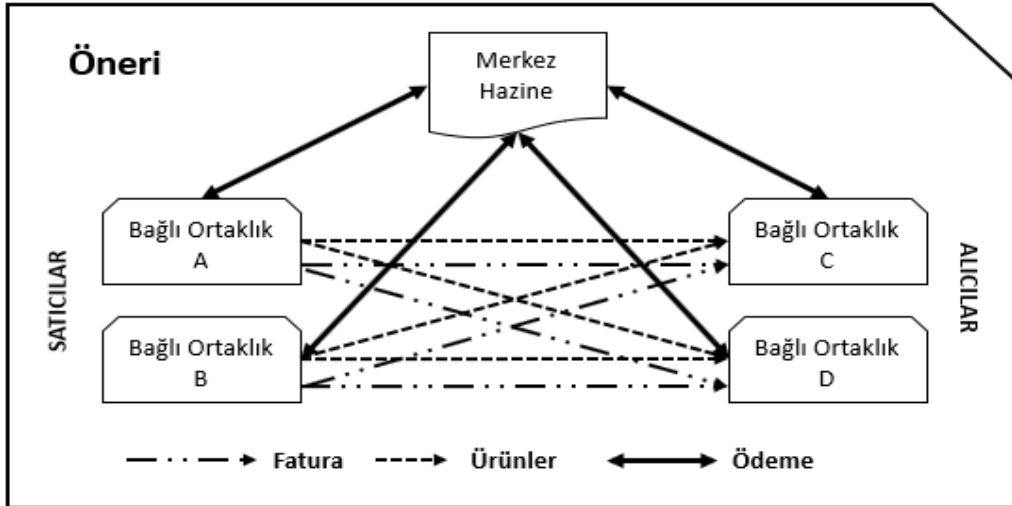 Öneri
Merkez
Hazine
Bağlı Ortaklık
A
Bağlı Ortaklık
C
SATICILAR
ALICILAR
Bağlı Ortaklık
B
Bağlı Ortaklık
D
Fatura
Ürünler
Ödeme